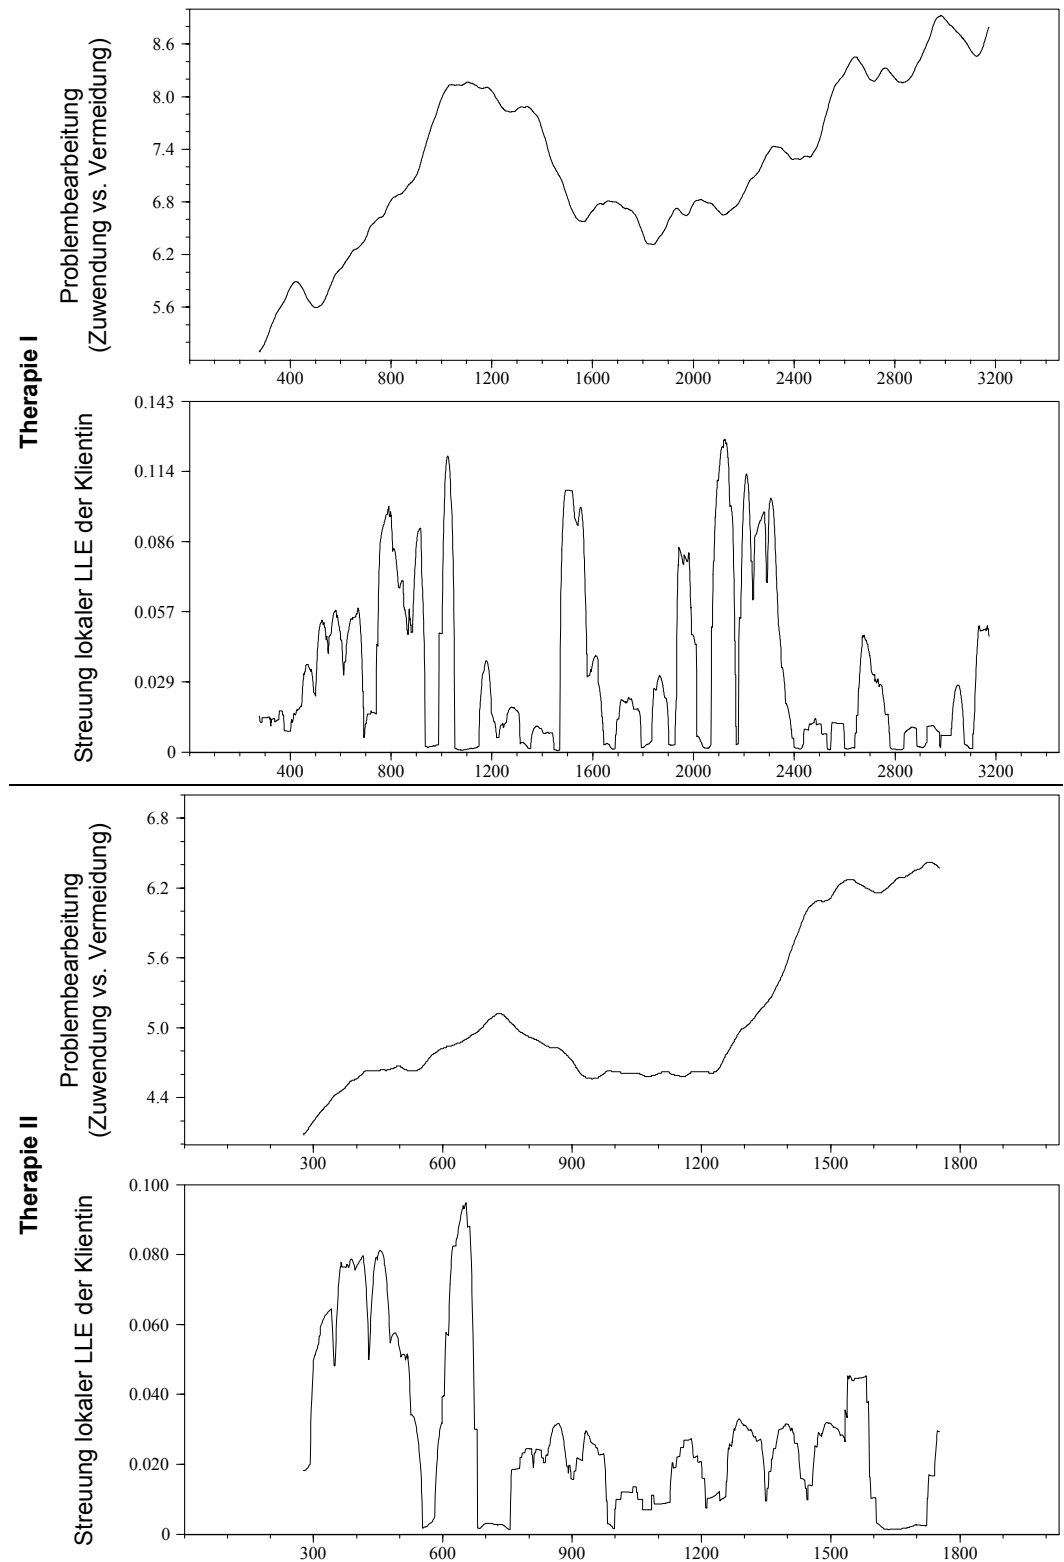 Therapie I
Problembearbeitung
(Zuwendung vs. Vermeidung)
8.6
8.0
7.4
6.8
6.2
5.6
400 800 1200 1600 2000 2400 2800 3200
Streuung lokaler LLE der Klientin
0.143
0.114
0.086
0.057
0.029
0
400 800 1200 1600 2000 2400 2800 3200
Therapie II
Problembearbeitung
(Zuwendung vs. Vermeidung)
6.8
6.2
5.6
5.0
4.4
300 600 900 1200 1500 1800
Streuung lokaler LLE der Klientin
0.100
0.080
0.060
0.040
0.020
0
300 600 900 1200 1500 1800